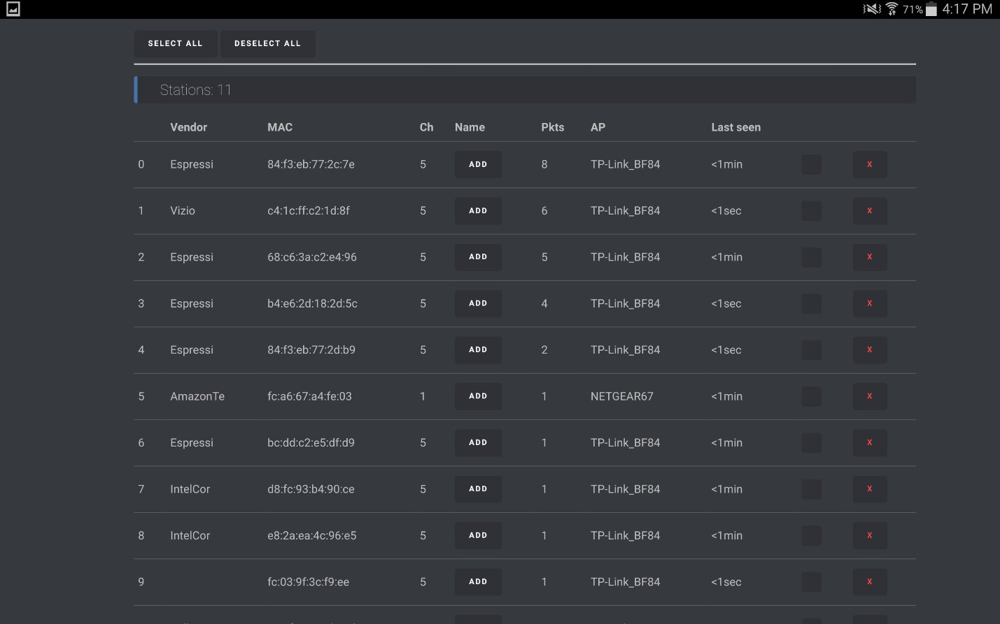 71% 4:17 PM
SELECT ALL DESELECT ALL
Stations: 11
Vendor MAC Ch Name Pkts AP Last seen
0 Espressi 84:f3:eb:77:2c:7e 5 ADD 8 TP-Link_BF84 <1min X
1 Vizio c4:1c:ff:c2:1d:8f 5 ADD 6 TP-Link_BF84 <1sec X
2 Espressi 68:c6:3a:c2:e4:96 5 ADD 5 TP-Link_BF84 <1min X
3 Espressi b4:e6:2d:18:2d:5c 5 ADD 4 TP-Link_BF84 <1sec X
4 Espressi 84:f3:eb:77:2d:b9 5 ADD 2 TP-Link_BF84 <1sec X
5 AmazonTe fc:a6:67:a4:fe:03 1 ADD 1 NETGEAR67 <1min X
6 Espressi bc:dd:c2:e5:df:d9 5 ADD 1 TP-Link_BF84 <1min X
7 IntelCor d8:fc:93:b4:90:ce 5 ADD 1 TP-Link_BF84 <1min X
8 IntelCor e8:2a:ea:4c:96:e5 5 ADD 1 TP-Link_BF84 <1min X
9 fc:03:9f:3c:f9:ee 5 ADD 1 TP-Link_BF84 <1sec X